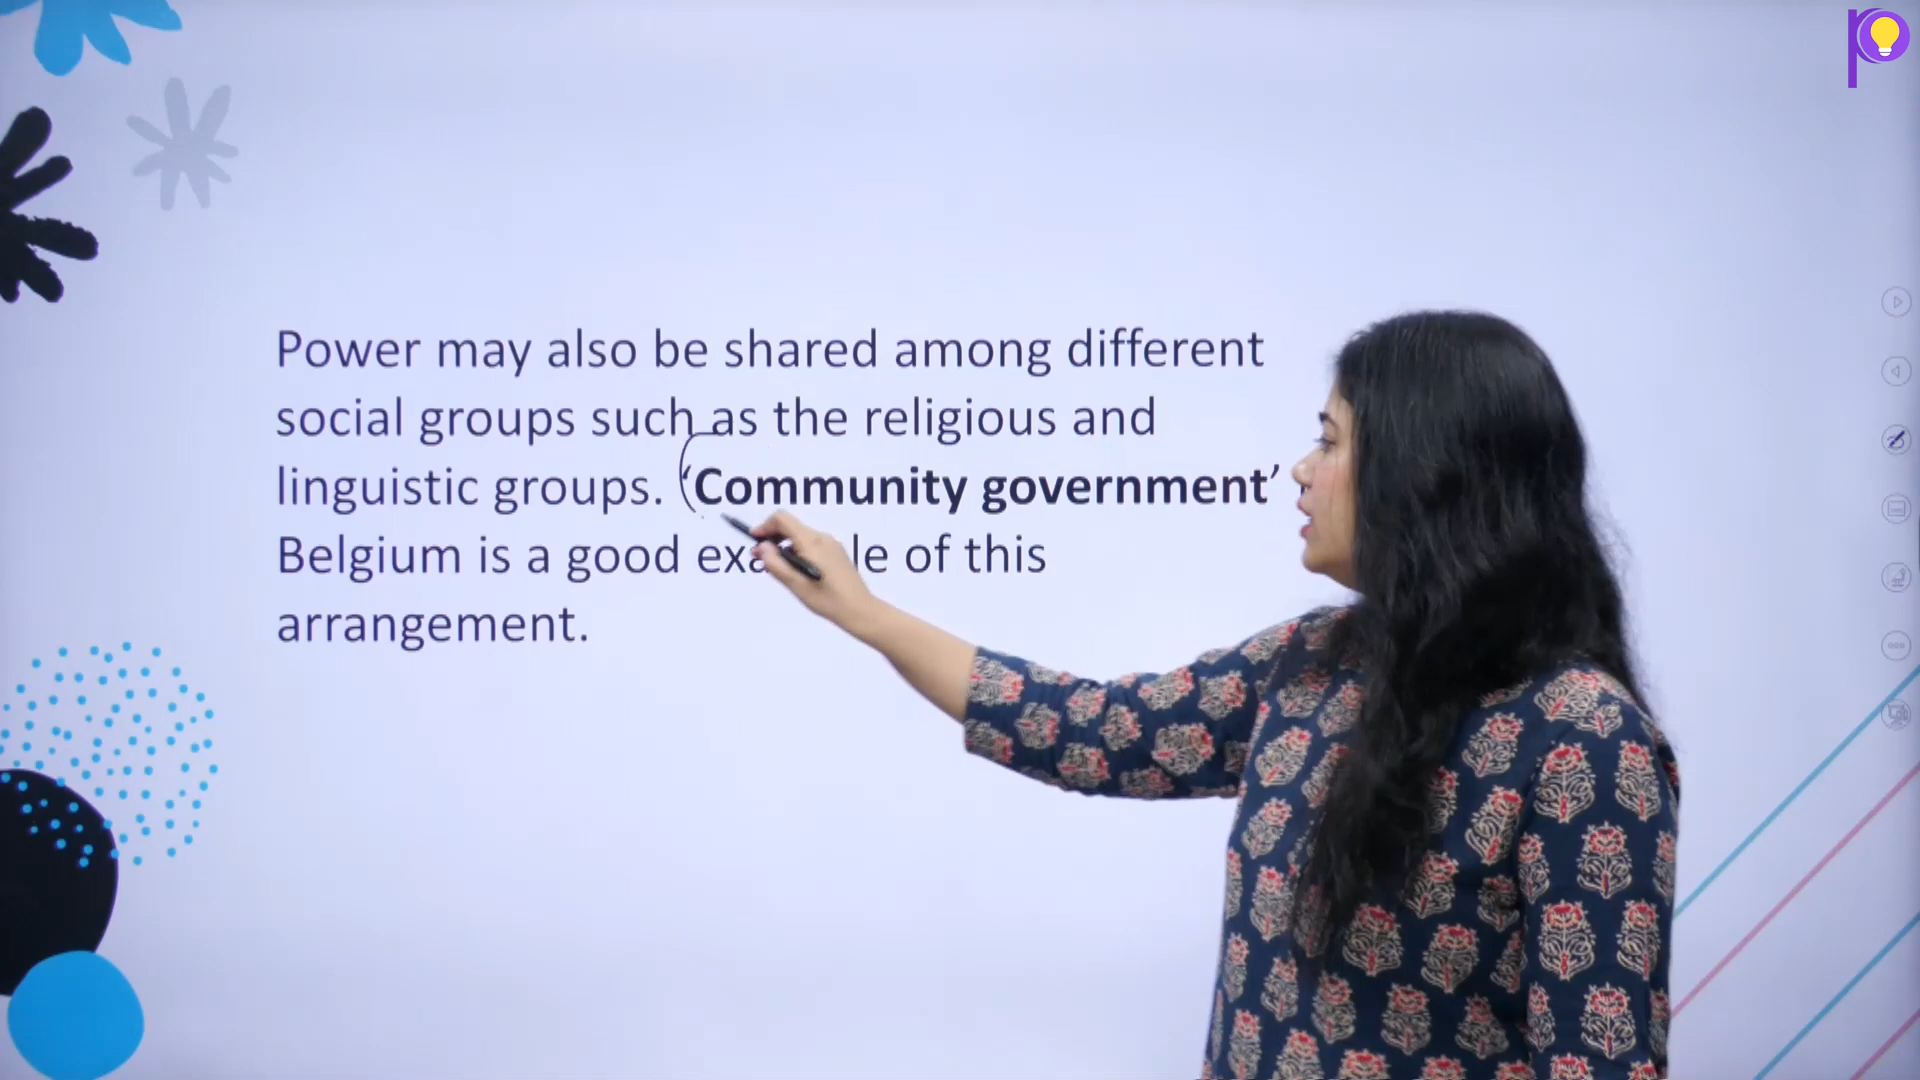 Power may also be shared among different
social groups such as the religious and
linguistic groups. ‘Community government’
Belgium is a good of this
arrangement.